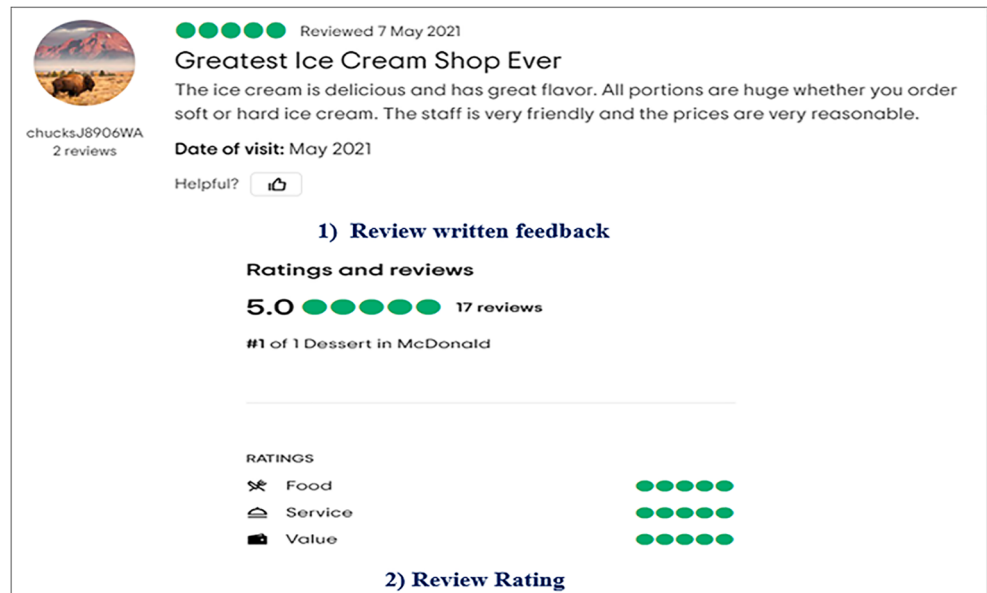 Reviewed 7 May 2021
Greatest Ice Cream Shop Ever
The ice cream is delicious and has great flavor. All portions are huge whether you order
soft or hard ice cream. The staff is very friendly and the prices are very reasonable.
chucksJ8906WA
2 reviews
Date of visit: May 2021
Helpful?
1) Review written feedback
Ratings and reviews
5.0 17 reviews
#1 of 1 Dessert in McDonald
RATINGS
Food
Service
Value
2) Review Rating